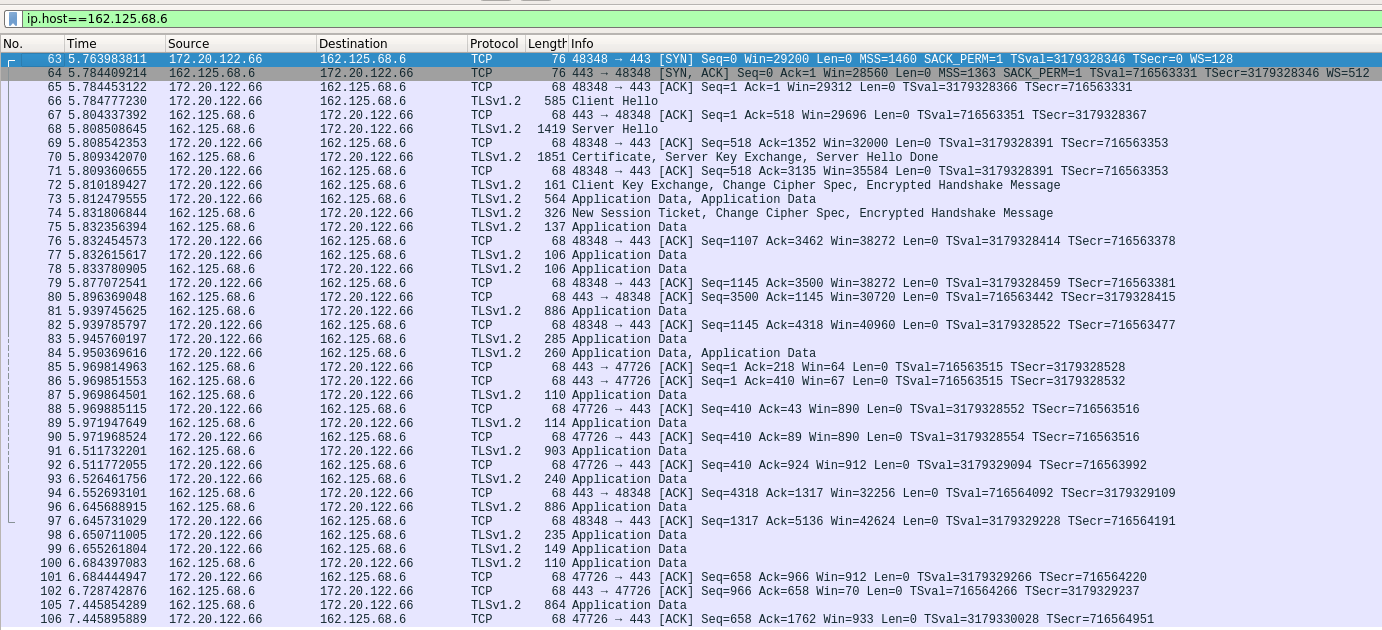 ip.host==162.125.68.6
No. Time Source Destination Protocol Length Info
63 5.763983811 172.20.122.66 162.125.68.6 TCP 76 48348 → 443 [SYN] Seq=0 Win=29200 Len=0 MSS=1460 SACK_PERM=1 TSval=3179328346 TSecr=0 WS=128
64 5.784409214 162.125.68.6 172.20.122.66 TCP 76 443 → 48348 [SYN, ACK] Seq=0 Ack=1 Win=28560 Len=0 MSS=1363 SACK_PERM=1 TSval=716563331 TSecr=3179328346 WS=512
65 5.784453122 172.20.122.66 162.125.68.6 TCP 68 48348 → 443 [ACK] Seq=1 Ack=1 Win=29312 Len=0 TSval=3179328366 TSecr=716563331
66 5.784777230 172.20.122.66 162.125.68.6 TLSv1.2 585 Client Hello
67 5.804337392 162.125.68.6 172.20.122.66 TCP 68 443 → 48348 [ACK] Seq=1 Ack=518 Win=29696 Len=0 TSval=716563351 TSecr=3179328367
68 5.808508645 162.125.68.6 172.20.122.66 TLSv1.2 1419 Server Hello
69 5.808542353 172.20.122.66 162.125.68.6 TCP 68 48348 → 443 [ACK] Seq=518 Ack=1352 Win=32000 Len=0 TSval=3179328391 TSecr=716563353
70 5.809342070 162.125.68.6 172.20.122.66 TLSv1.2 1851 Certificate, Server Key Exchange, Server Hello Done
71 5.809360655 172.20.122.66 162.125.68.6 TCP 68 48348 → 443 [ACK] Seq=518 Ack=3135 Win=35584 Len=0 TSval=3179328391 TSecr=716563353
72 5.810189427 172.20.122.66 162.125.68.6 TLSv1.2 161 Client Key Exchange, Change Cipher Spec, Encrypted Handshake Message
73 5.812479555 172.20.122.66 162.125.68.6 TLSv1.2 564 Application Data, Application Data
74 5.831806844 162.125.68.6 172.20.122.66 TLSv1.2 326 New Session Ticket, Change Cipher Spec, Encrypted Handshake Message
75 5.832356394 162.125.68.6 172.20.122.66 TLSv1.2 137 Application Data
76 5.832454573 172.20.122.66 162.125.68.6 TCP 68 48348 → 443 [ACK] Seq=1107 Ack=3462 Win=38272 Len=0 TSval=3179328414 TSecr=716563378
77 5.832615617 172.20.122.66 162.125.68.6 TLSv1.2 106 Application Data
78 5.833780905 162.125.68.6 172.20.122.66 TLSv1.2 106 Application Data
79 5.877072541 172.20.122.66 162.125.68.6 TCP 68 48348 → 443 [ACK] Seq=1145 Ack=3500 Win=38272 Len=0 TSval=3179328459 TSecr=716563381
80 5.896369048 162.125.68.6 172.20.122.66 TCP 68 443 → 48348 [ACK] Seq=3500 Ack=1145 Win=30720 Len=0 TSval=716563442 TSecr=3179328415
81 5.939745625 162.125.68.6 172.20.122.66 TLSv1.2 886 Application Data
82 5.939785797 172.20.122.66 162.125.68.6 TCP 68 48348 → 443 [ACK] Seq=1145 Ack=4318 Win=40960 Len=0 TSval=3179328522 TSecr=716563477
83 5.945760197 172.20.122.66 162.125.68.6 TLSv1.2 285 Application Data
84 5.950369616 172.20.122.66 162.125.68.6 TLSv1.2 260 Application Data, Application Data
85 5.969814963 162.125.68.6 172.20.122.66 TCP 68 443 → 47726 [ACK] Seq=1 Ack=218 Win=64 Len=0 TSval=716563515 TSecr=3179328528
86 5.969851553 162.125.68.6 172.20.122.66 TCP 68 443 → 47726 [ACK] Seq=1 Ack=410 Win=67 Len=0 TSval=716563515 TSecr=3179328532
87 5.969864501 162.125.68.6 172.20.122.66 TLSv1.2 110 Application Data
88 5.969885115 172.20.122.66 162.125.68.6 TCP 68 47726 → 443 [ACK] Seq=410 Ack=43 Win=890 Len=0 TSval=3179328552 TSecr=716563516
89 5.971947649 162.125.68.6 172.20.122.66 TLSv1.2 114 Application Data
90 5.971968524 172.20.122.66 162.125.68.6 TCP 68 47726 → 443 [ACK] Seq=410 Ack=89 Win=890 Len=0 TSval=3179328554 TSecr=716563516
91 6.511732201 162.125.68.6 172.20.122.66 TLSv1.2 903 Application Data
92 6.511772055 172.20.122.66 162.125.68.6 TCP 68 47726 → 443 [ACK] Seq=410 Ack=924 Win=912 Len=0 TSval=3179329094 TSecr=716563992
93 6.526461756 172.20.122.66 162.125.68.6 TLSv1.2 240 Application Data
94 6.552693101 162.125.68.6 172.20.122.66 TCP 68 443 → 48348 [ACK] Seq=4318 Ack=1317 Win=32256 Len=0 TSval=716564092 TSecr=3179329109
96 6.645688915 162.125.68.6 172.20.122.66 TLSv1.2 886 Application Data
97 6.645731029 172.20.122.66 162.125.68.6 TCP 68 48348 → 443 [ACK] Seq=1317 Ack=5136 Win=42624 Len=0 TSval=3179329228 TSecr=716564191
98 6.650711005 172.20.122.66 162.125.68.6 TLSv1.2 235 Application Data
99 6.655261804 172.20.122.66 162.125.68.6 TLSv1.2 149 Application Data
100 6.684397083 162.125.68.6 172.20.122.66 TLSv1.2 110 Application Data
101 6.684444947 172.20.122.66 162.125.68.6 TCP 68 47726 → 443 [ACK] Seq=658 Ack=966 Win=912 Len=0 TSval=3179329266 TSecr=716564220
102 6.728742876 162.125.68.6 172.20.122.66 TCP 68 443 → 47726 [ACK] Seq=966 Ack=658 Win=70 Len=0 TSval=716564266 TSecr=3179329237
105 7.445854289 162.125.68.6 172.20.122.66 TLSv1.2 864 Application Data
106 7.445895889 172.20.122.66 162.125.68.6 TCP 68 47726 → 443 [ACK] Seq=658 Ack=1762 Win=933 Len=0 TSval=3179330028 TSecr=716564951